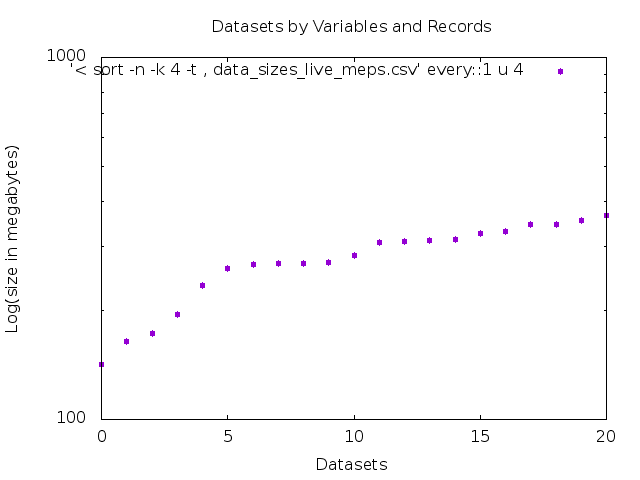 Datasets by Variables and Records
1000
'< sort -n -k 4 -t , data_sizes_live_meps.csv' every::1 u 4
Log(size in megabytes)
100
0 5 10 15 20
Datasets